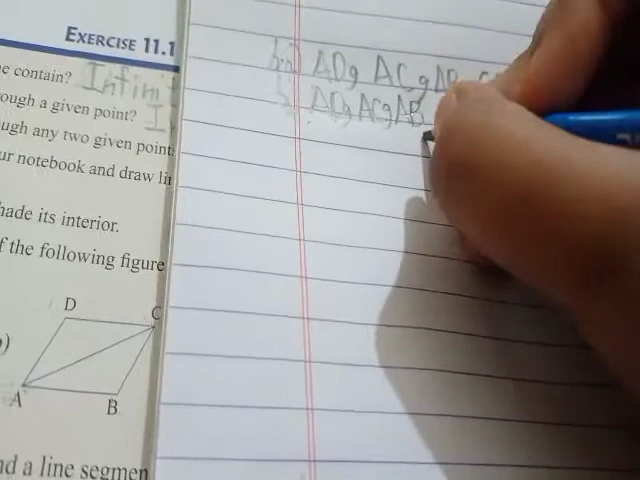 EXERCISE 11.1
e contain? Infinit
ough a given point? I
ugh any two given point
ur notebook and draw lin
hade its interior.
f the following figure
D
C
)
A
B
nd a line segmen
AD, AC, AB
AD, AC, AB